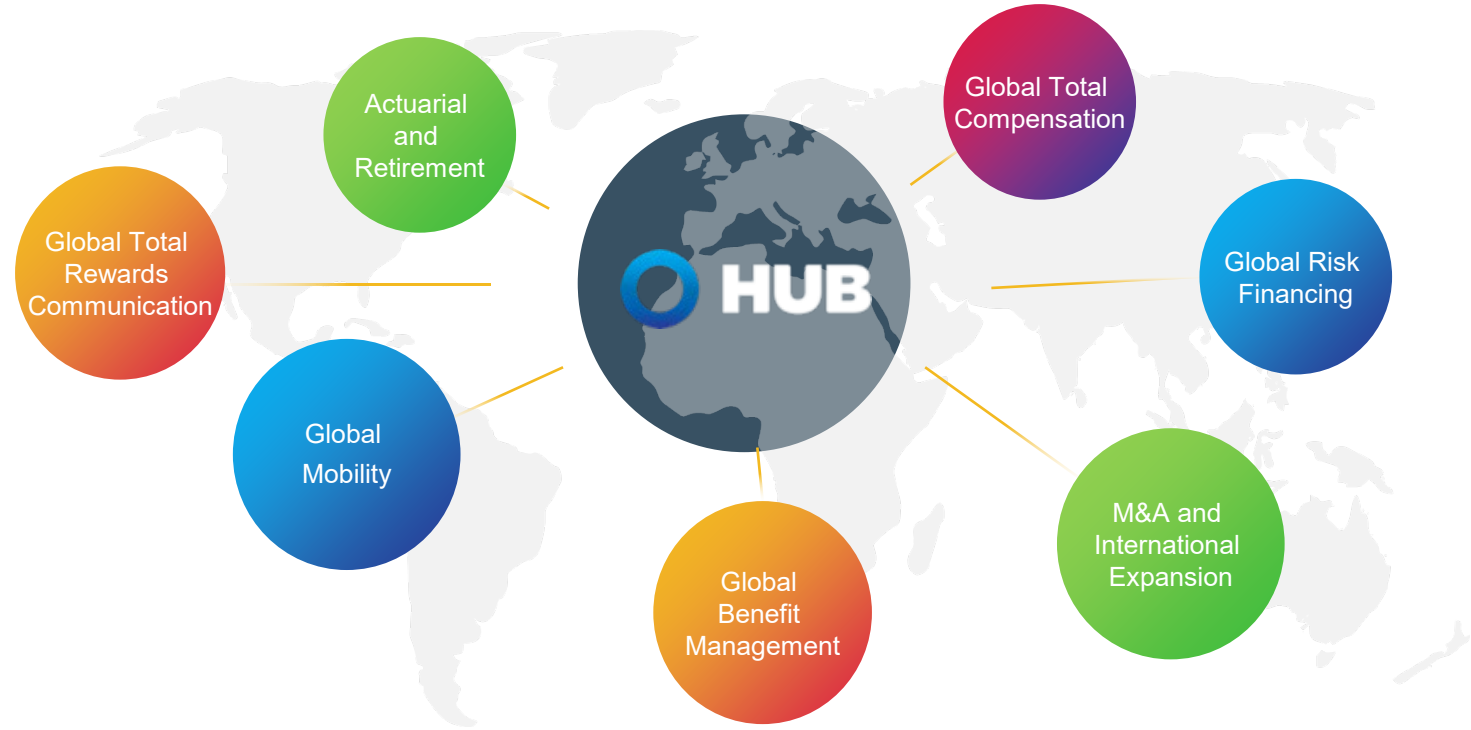 Actuarial
and
Retirement
Global Total
Compensation
Global Total
Rewards
Communication
HUB
Global Risk
Financing
Global
Mobility
M&A and
International
Expansion
Global
Benefit
Management